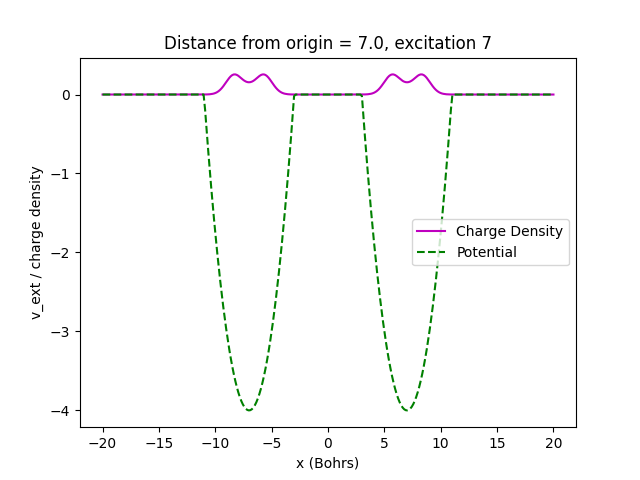 Distance from origin = 7.0, excitation 7
v_ext / charge density
0
−1
−2
−3
−4
Charge Density
Potential
−20 −15 −10 −5 0 5 10 15 20
x (Bohrs)